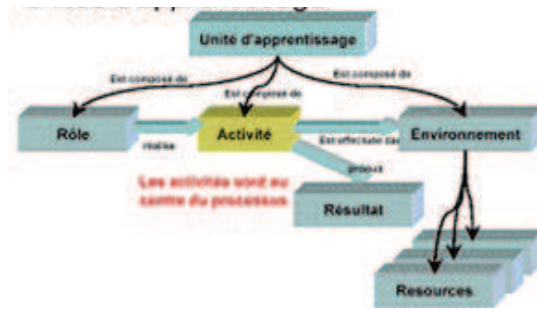 Unité d'apprentissage
Est composé de
Est composé de
Est composé de
Rôle
réalise
Activité
Est effectuée dans
Environnement
produit
Les activités sont au
centre du processus
Résultat
Resources